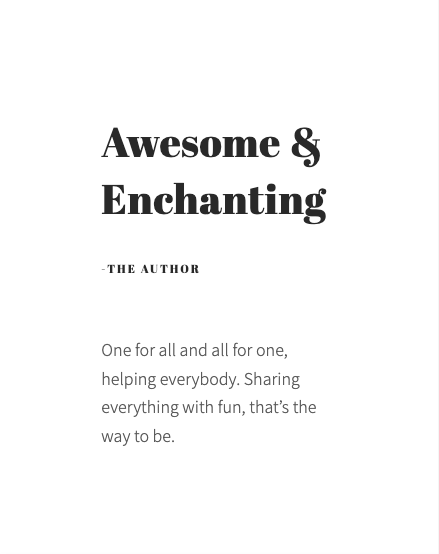 Awesome &
Enchanting
-THE AUTHOR
One for all and all for one,
helping everybody. Sharing
everything with fun, that’s the
way to be.